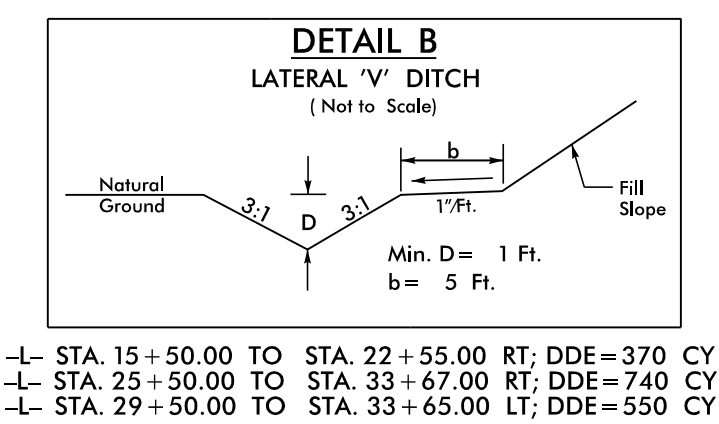 DETAIL B
LATERAL 'V' DITCH
( Not to Scale)
b
Natural
Ground
3:1
D
3:1
1"/Ft.
Fill
Slope
Min. D= 1 Ft.
b= 5 Ft.
–L– STA. 15+50.00 TO STA. 22+55.00 RT; DDE=370 CY
–L– STA. 25+50.00 TO STA. 33+67.00 RT; DDE=740 CY
–L– STA. 29+50.00 TO STA. 33+65.00 LT; DDE=550 CY